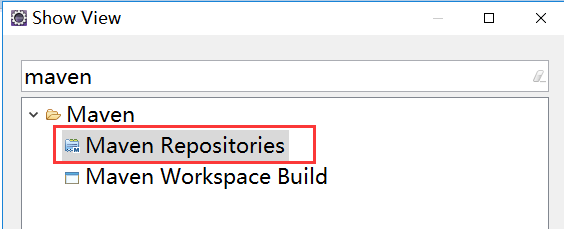 Show View
maven
Maven
Maven Repositories
Maven Workspace Build